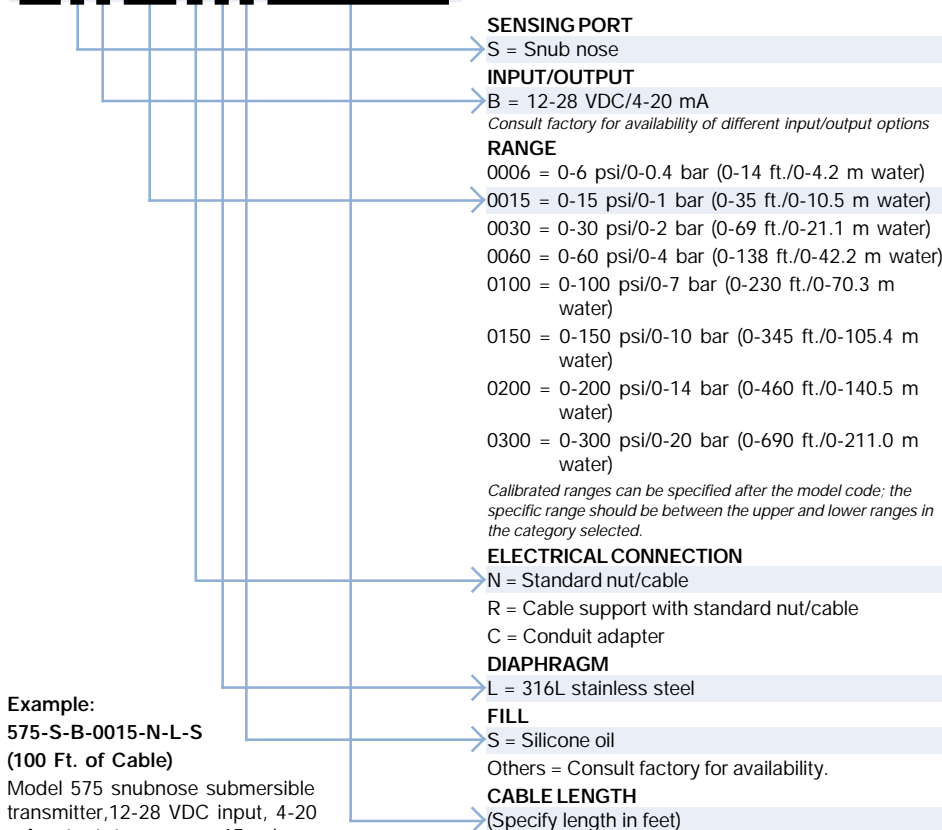 SENSING PORT
S = Snub nose
INPUT/OUTPUT
B = 12-28 VDC/4-20 mA
Consult factory for availability of different input/output options
RANGE
0006 = 0-6 psi/0-0.4 bar (0-14 ft./0-4.2 m water)
0015 = 0-15 psi/0-1 bar (0-35 ft./0-10.5 m water)
0030 = 0-30 psi/0-2 bar (0-69 ft./0-21.1 m water)
0060 = 0-60 psi/0-4 bar (0-138 ft./0-42.2 m water)
0100 = 0-100 psi/0-7 bar (0-230 ft./0-70.3 m
water)
0150 = 0-150 psi/0-10 bar (0-345 ft./0-105.4 m
water)
0200 = 0-200 psi/0-14 bar (0-460 ft./0-140.5 m
water)
0300 = 0-300 psi/0-20 bar (0-690 ft./0-211.0 m
water)
Calibrated ranges can be specified after the model code; the
specific range should be between the upper and lower ranges in
the category selected.
ELECTRICAL CONNECTION
N = Standard nut/cable
R = Cable support with standard nut/cable
C = Conduit adapter
DIAPHRAGM
L = 316L stainless steel
FILL
S = Silicone oil
Others = Consult factory for availability.
CABLE LENGTH
(Specify length in feet)
Example:
575-S-B-0015-N-L-S
(100 Ft. of Cable)
Model 575 snubnose submersible
transmitter,12-28 VDC input, 4-20